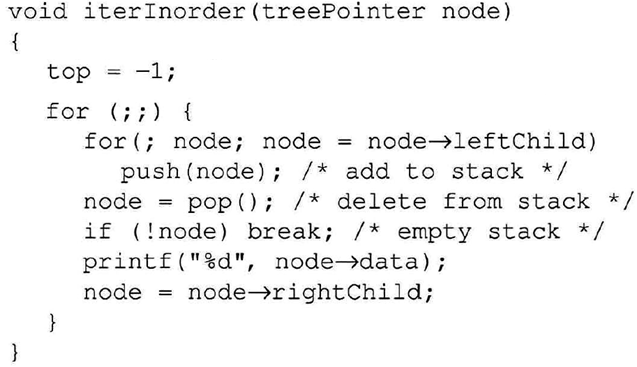 void iterInorder(treePointer node)
{
   top = −1;
   for (;;) {
      for(; node; node = node→leftChild)
         push(node); /* add to stack */
      node = pop(); /* delete from stack */
      if (!node) break; /* empty stack */
      printf("%d", node→data);
      node = node→rightChild;
   }
}